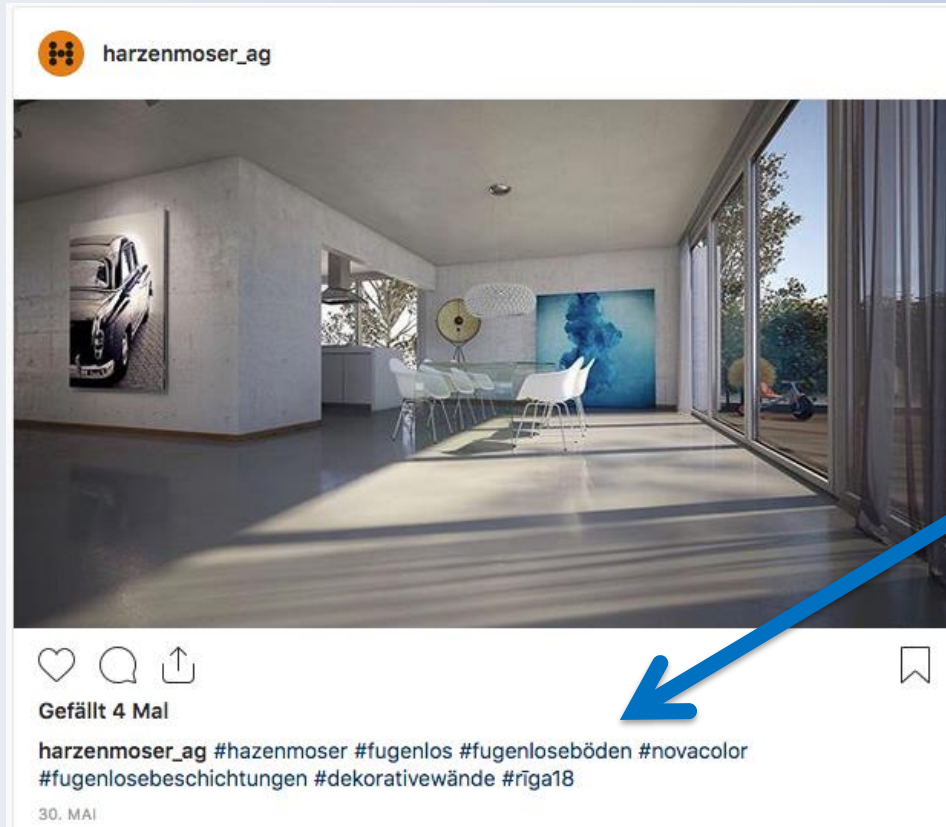 harzenmoser_ag
Gefällt 4 Mal
harzenmoser_ag #hazenmoser #fugenlos #fugenloseböden #novacolor
#fugenlosebeschichtungen #dekorativewände #rīga18
30. MAI